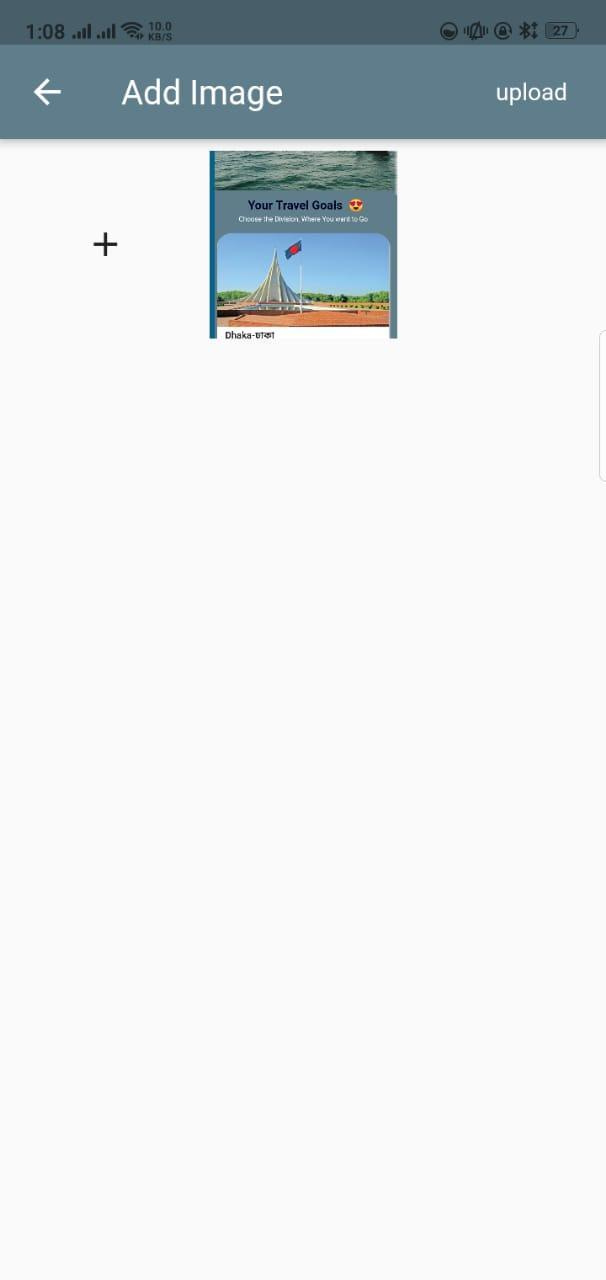 1:08 10.0 KB/S 27
Add Image upload
+
Your Travel Goals 😍
Choose the Division, Where You want to Go
Dhaka-ঢাকা